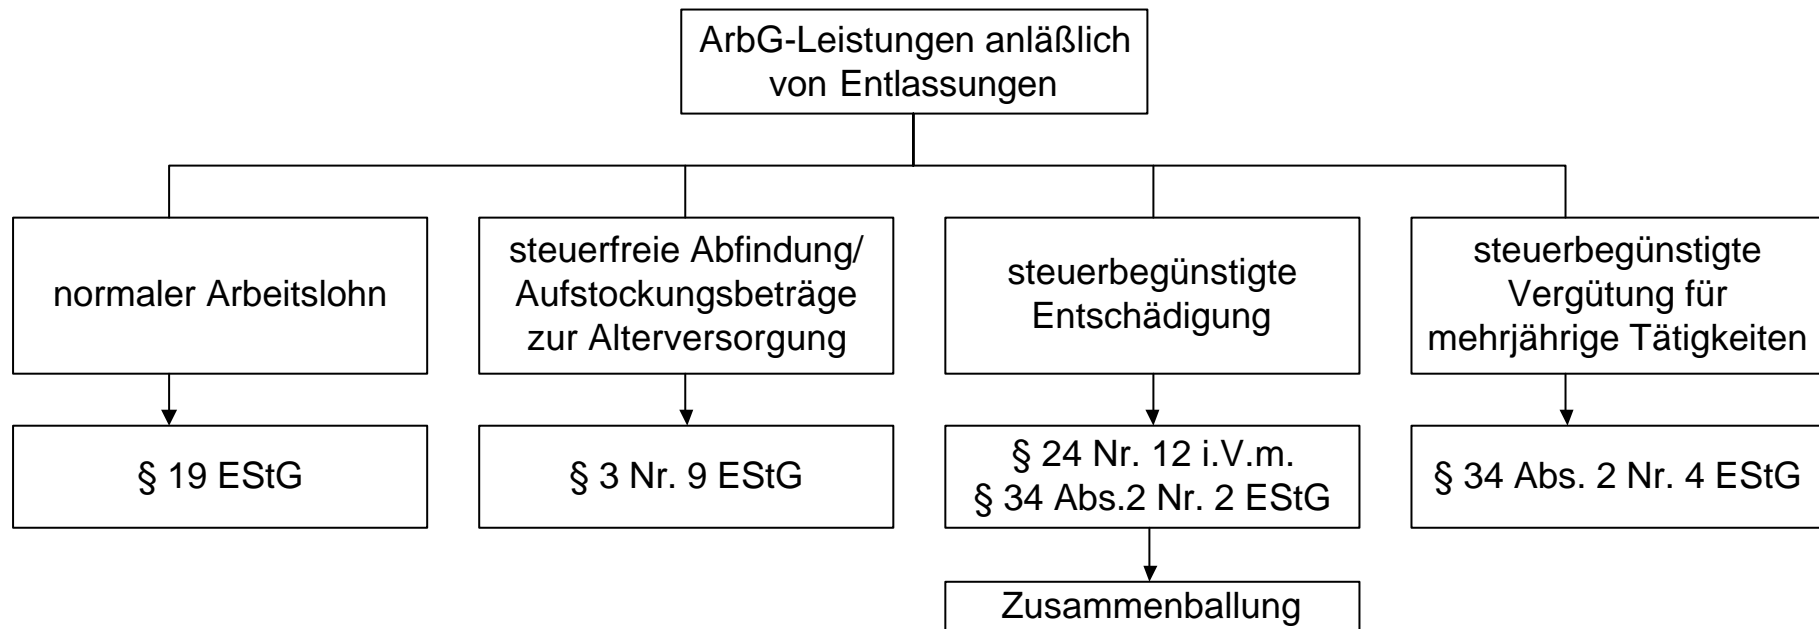 ArbG-Leistungen anläßlich
von Entlassungen
normaler Arbeitslohn
steuerfreie Abfindung/
Aufstockungsbeträge
zur Alterversorgung
steuerbegünstigte
Entschädigung
steuerbegünstigte
Vergütung für
mehrjährige Tätigkeiten
§ 19 EStG
§ 3 Nr. 9 EStG
§ 24 Nr. 12 i.V.m.
§ 34 Abs.2 Nr. 2 EStG
§ 34 Abs. 2 Nr. 4 EStG
Zusammenballung